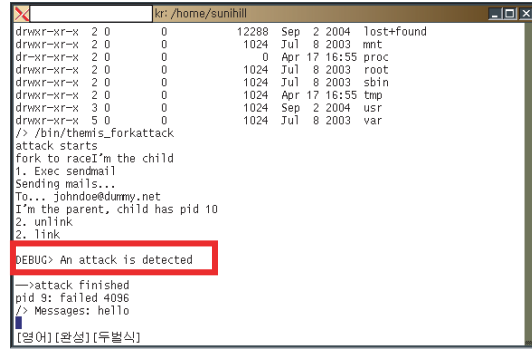 kr: /home/sunihill
drwxr-xr-x 2 0 0 12288 Sep 2 2004 lost+found
drwxr-xr-x 2 0 0 1024 Jul 8 2003 mnt
dr-xr-xr-x 2 0 0 0 Apr 17 16:55 proc
drwxr-xr-x 2 0 0 1024 Jul 8 2003 root
drwxr-xr-x 2 0 0 1024 Jul 8 2003 sbin
drwxr-xr-x 2 0 0 1024 Apr 17 16:55 tmp
drwxr-xr-x 3 0 0 1024 Sep 2 2004 usr
drwxr-xr-x 5 0 0 1024 Jul 8 2003 var
/> /bin/themis_forkattack
attack starts
fork to raceI'm the child
1. Exec sendmail
Sending mails...
To... johndoe@dummy.net
I'm the parent, child has pid 10
2. unlink
2. link
DEBUG> An attack is detected
-->attack finished
pid 9: failed 4096
/> Messages: hello
[영어][완성][두벌식]